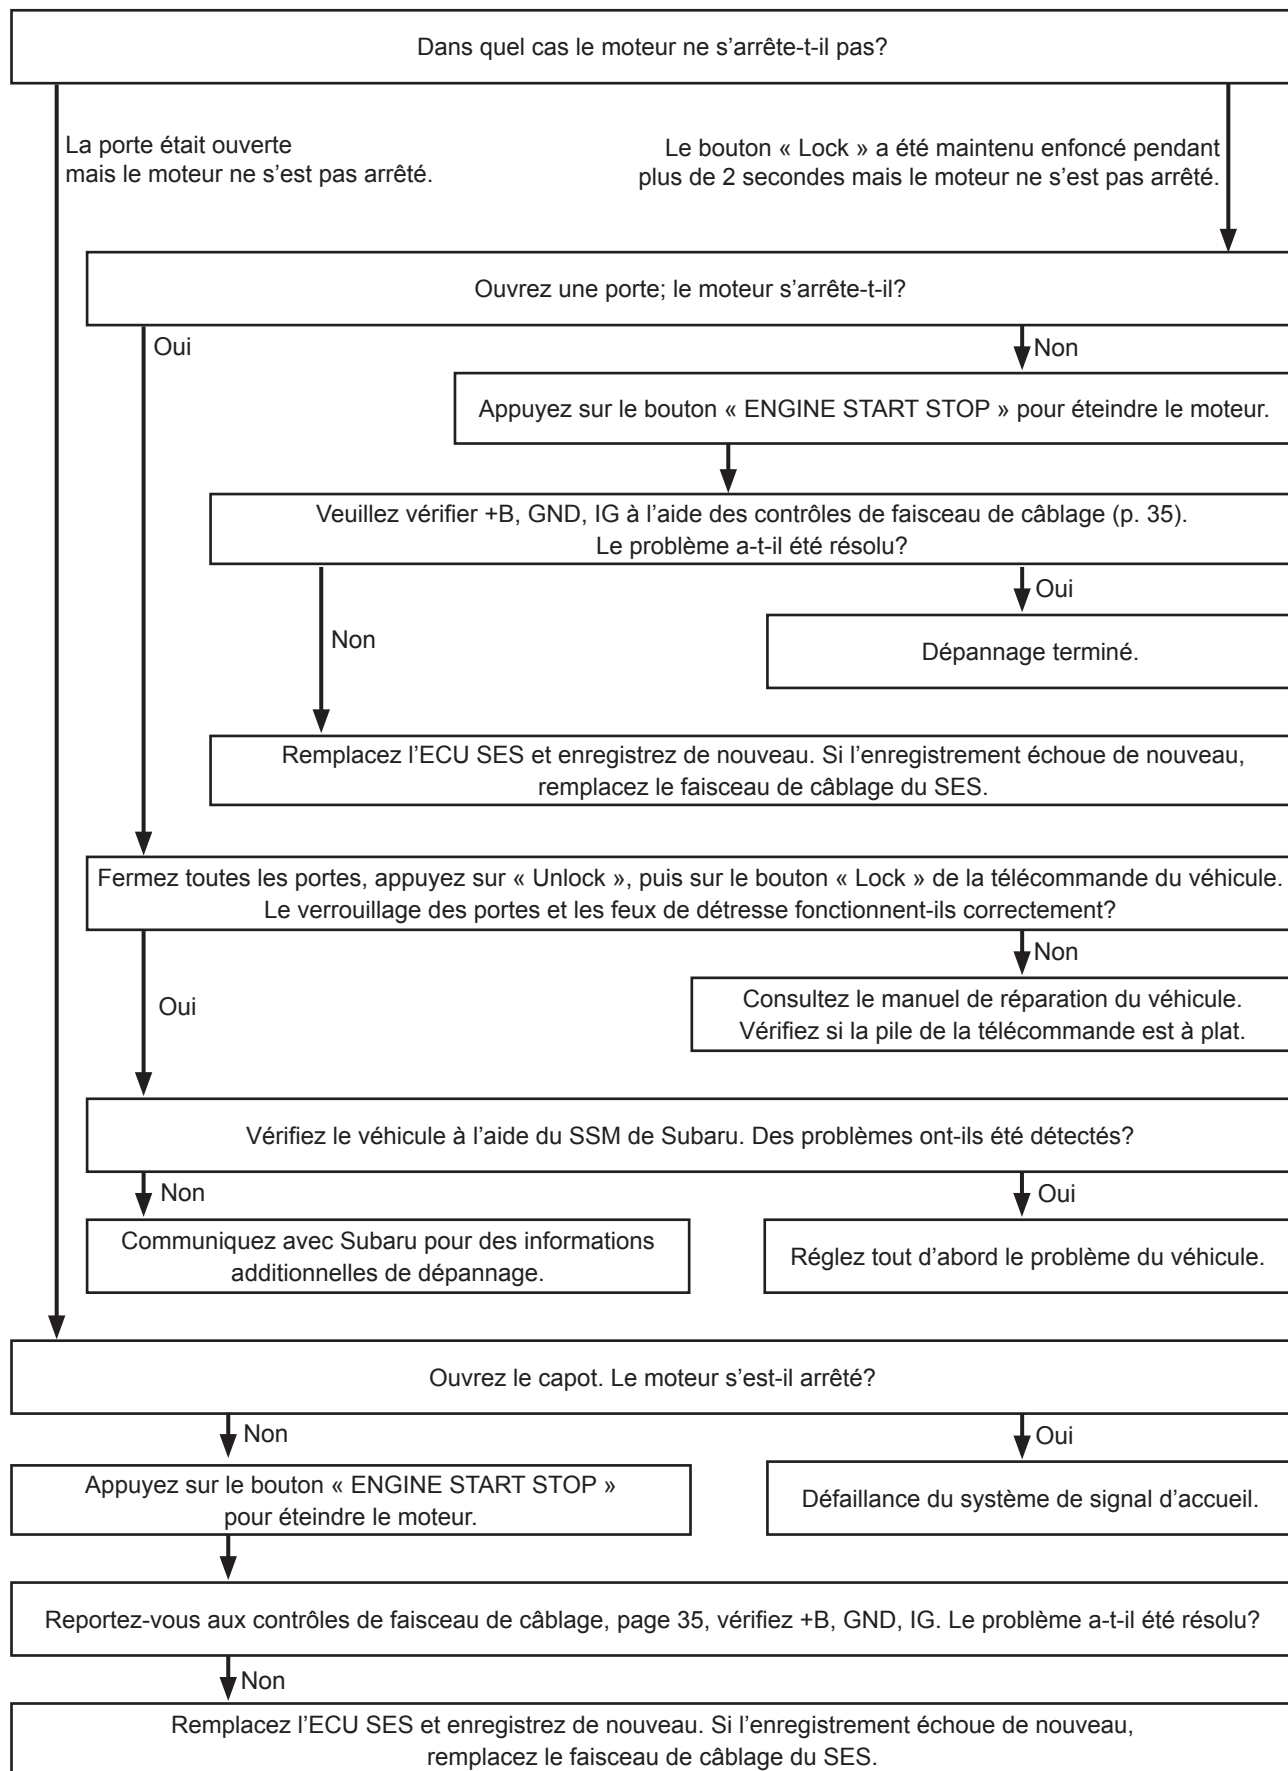 Dans quel cas le moteur ne s’arrête-t-il pas?
La porte était ouverte
mais le moteur ne s’est pas arrêté.
Le bouton « Lock » a été maintenu enfoncé pendant
plus de 2 secondes mais le moteur ne s’est pas arrêté.
Ouvrez une porte; le moteur s’arrête-t-il?
Oui
Non
Appuyez sur le bouton « ENGINE START STOP » pour éteindre le moteur.
Veuillez vérifier +B, GND, IG à l’aide des contrôles de faisceau de câblage (p. 35).
Le problème a-t-il été résolu?
Oui
Non
Dépannage terminé.
Remplacez l’ECU SES et enregistrez de nouveau. Si l’enregistrement échoue de nouveau,
remplacez le faisceau de câblage du SES.
Fermez toutes les portes, appuyez sur « Unlock », puis sur le bouton « Lock » de la télécommande du véhicule.
Le verrouillage des portes et les feux de détresse fonctionnent-ils correctement?
Non
Oui
Consultez le manuel de réparation du véhicule.
Vérifiez si la pile de la télécommande est à plat.
Vérifiez le véhicule à l’aide du SSM de Subaru. Des problèmes ont-ils été détectés?
Non
Oui
Communiquez avec Subaru pour des informations
additionnelles de dépannage.
Réglez tout d’abord le problème du véhicule.
Ouvrez le capot. Le moteur s’est-il arrêté?
Non
Oui
Appuyez sur le bouton « ENGINE START STOP »
pour éteindre le moteur.
Défaillance du système de signal d’accueil.
Reportez-vous aux contrôles de faisceau de câblage, page 35, vérifiez +B, GND, IG. Le problème a-t-il été résolu?
Non
Remplacez l’ECU SES et enregistrez de nouveau. Si l’enregistrement échoue de nouveau,
remplacez le faisceau de câblage du SES.